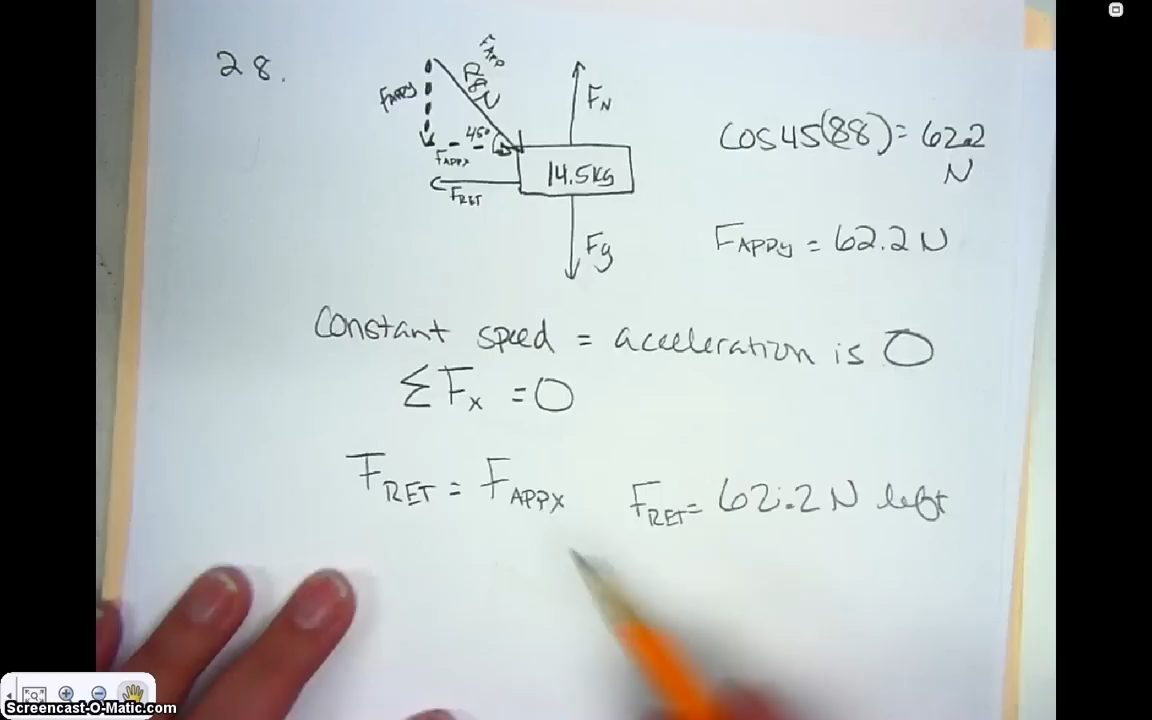 28.
FAPP
88N
FAPPy
45°
FAPPX
FRET
FN
14.5kg
Fg
cos45(88) = 62.2
N
FAPPy = 62.2 N
Constant speed = acceleration is 0
ΣFx = 0
FRET = FAPPX
FRET = 62.2 N left
Screencast-O-Matic.com